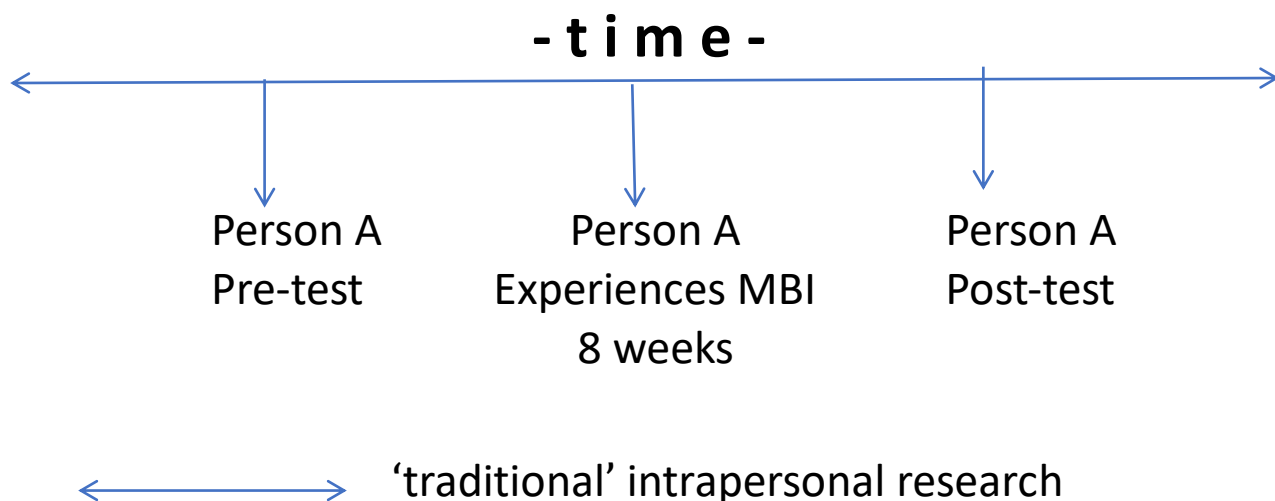 - t i m e -
Person A Person A Person A
Pre-test Experiences MBI Post-test
8 weeks
‘traditional’ intrapersonal research